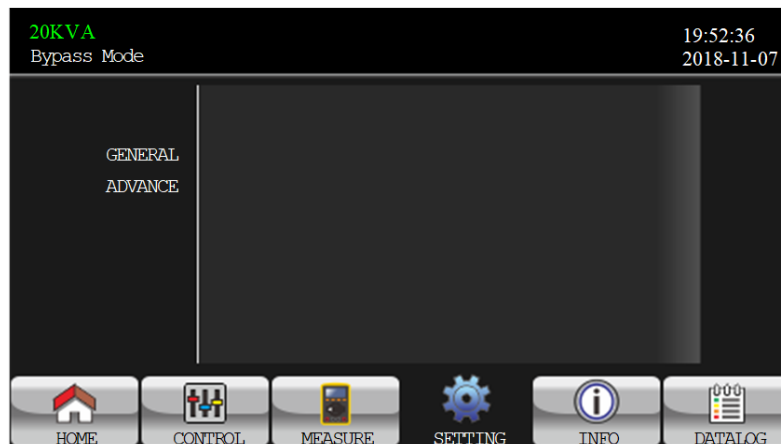 20KVA
Bypass Mode
19:52:36
2018-11-07
GENERAL
ADVANCE
HOME
CONTROL
MEASURE
SETTING
INFO
DATALOG